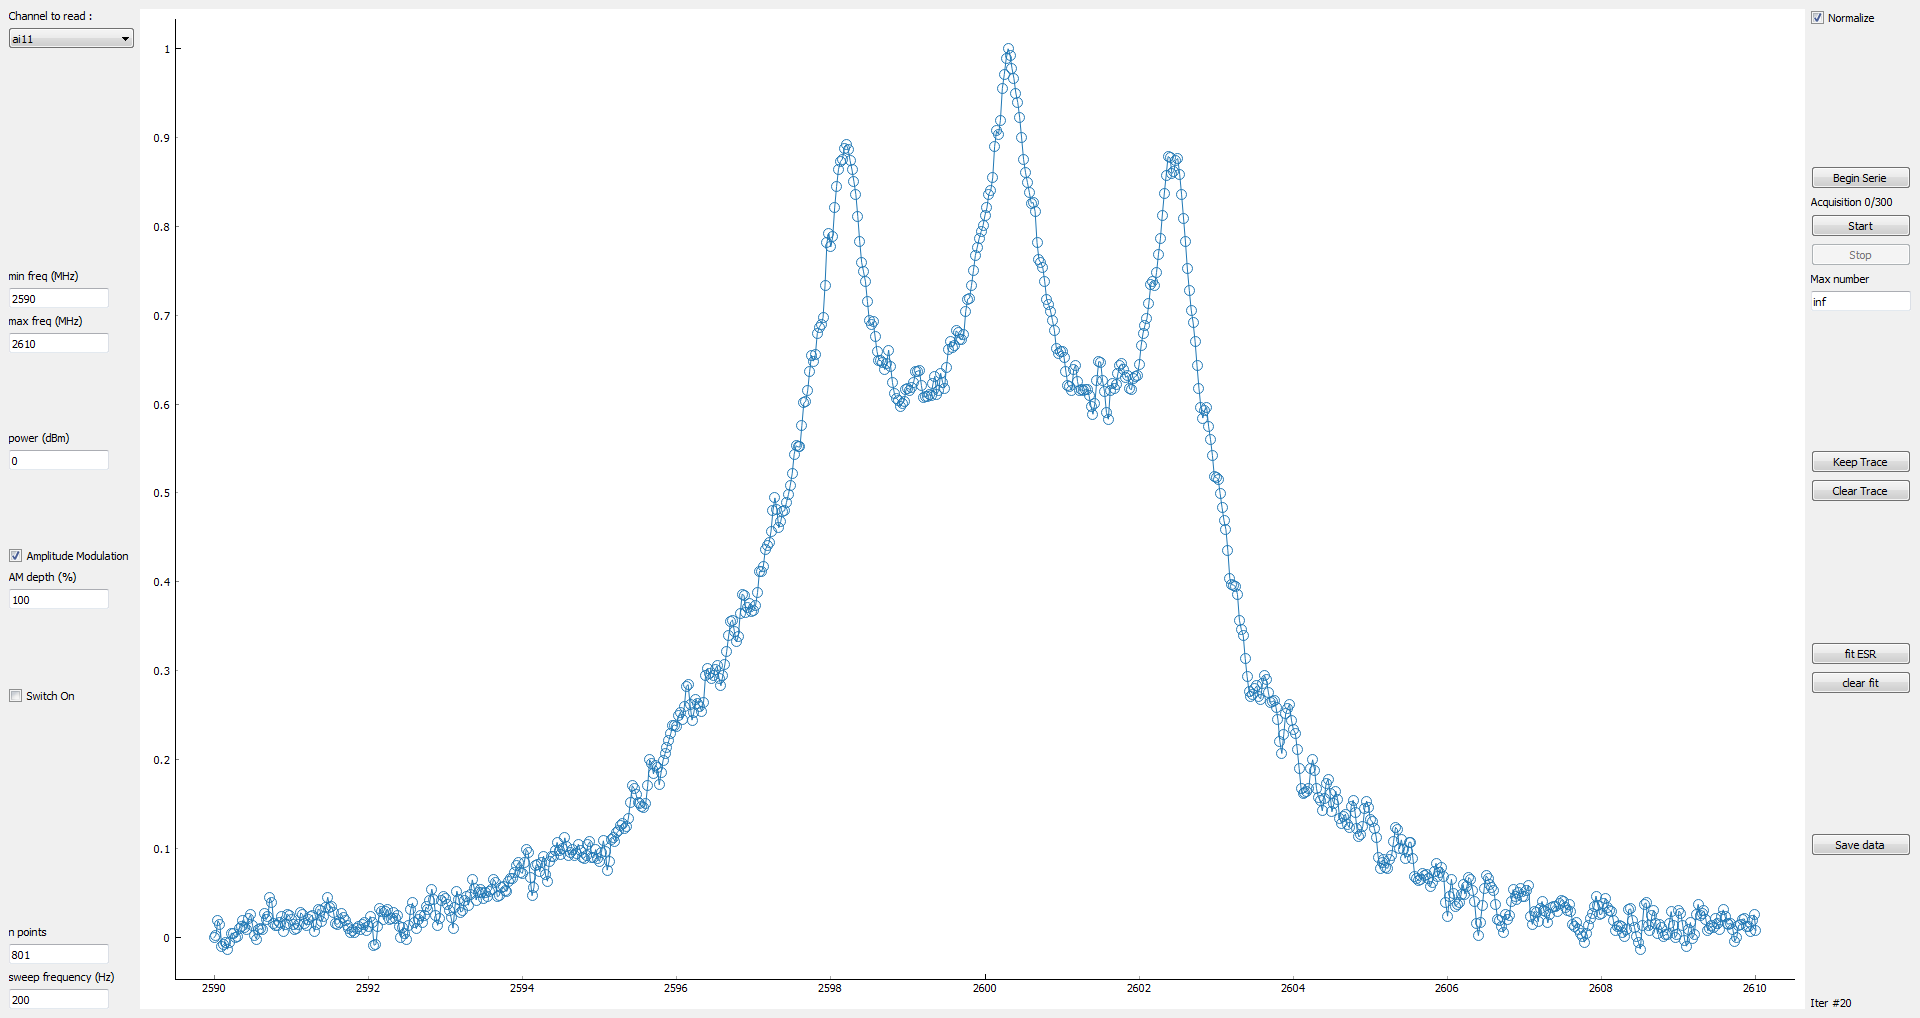 Channel to read :
ai11
min freq (MHz)
2590
max freq (MHz)
2610
power (dBm)
0
Amplitude Modulation
AM depth (%)
100
Switch On
n points
801
sweep frequency (Hz)
200
1
0.9
0.8
0.7
0.6
0.5
0.4
0.3
0.2
0.1
0
2590 2592 2594 2596 2598 2600 2602 2604 2606 2608 2610
Normalize
Begin Serie
Acquisition 0/300
Start
Stop
Max number
inf
Keep Trace
Clear Trace
fit ESR
clear fit
Save data
Iter #20